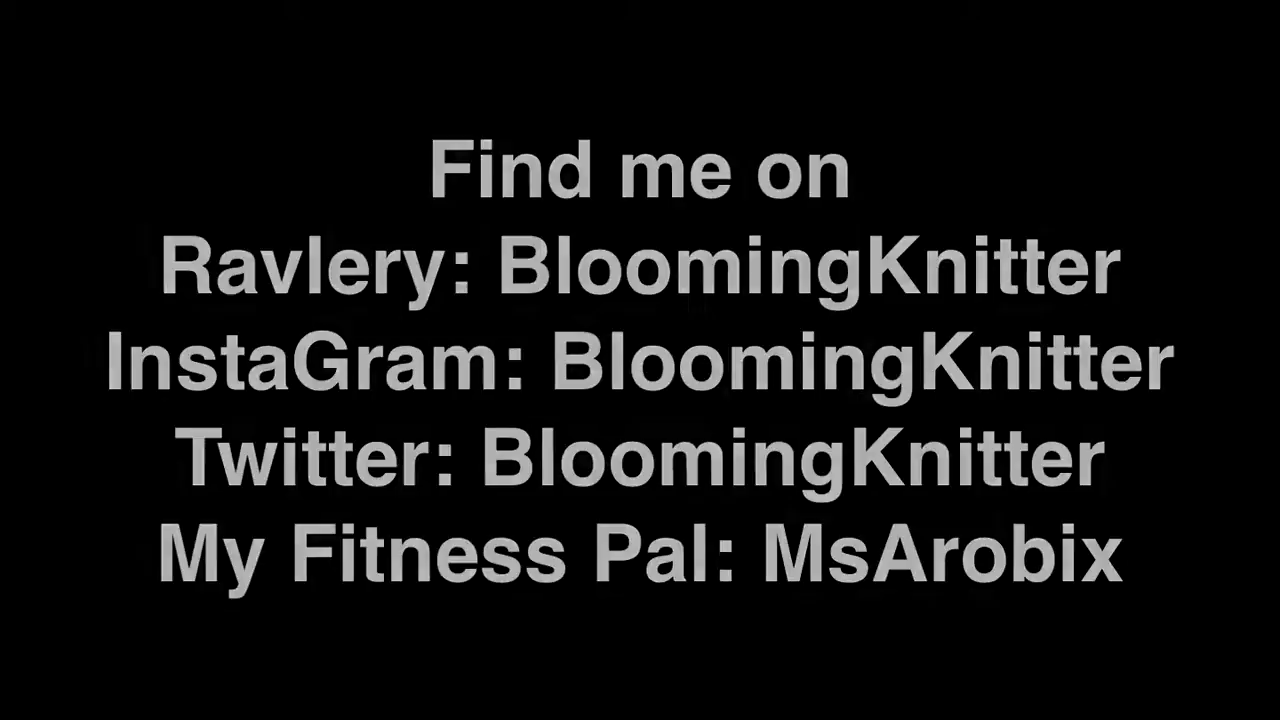 Find me on
Ravlery: BloomingKnitter
InstaGram: BloomingKnitter
Twitter: BloomingKnitter
My Fitness Pal: MsArobix